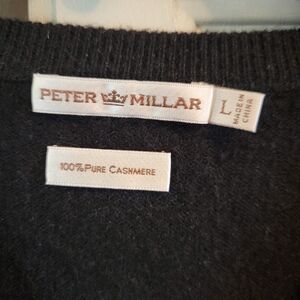 PETER MILLAR
L
MADE IN
CHINA
100% PURE CASHMERE